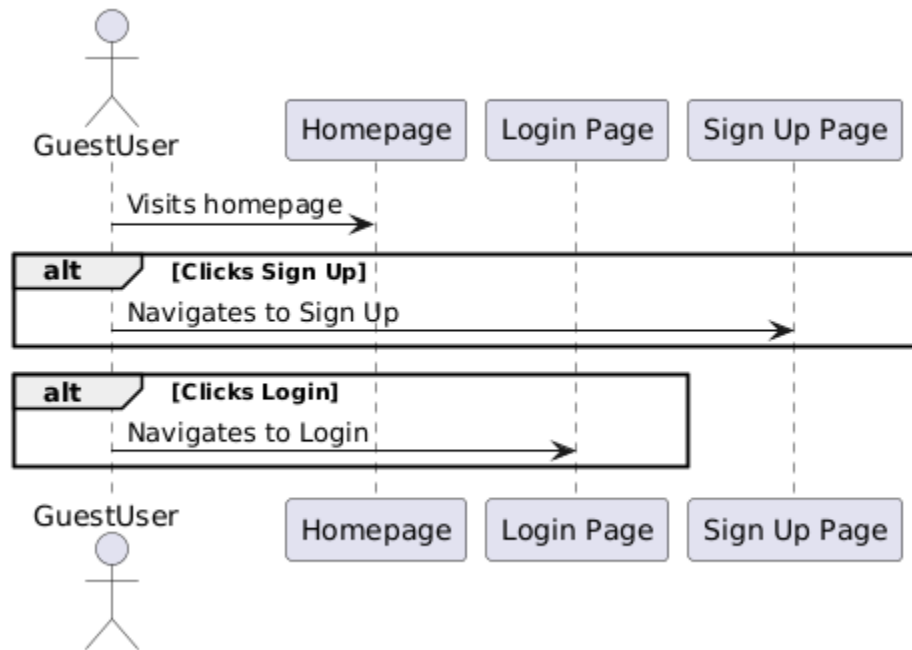 GuestUser
Homepage
Login Page
Sign Up Page
Visits homepage
alt [Clicks Sign Up]
Navigates to Sign Up
alt [Clicks Login]
Navigates to Login
GuestUser
Homepage
Login Page
Sign Up Page